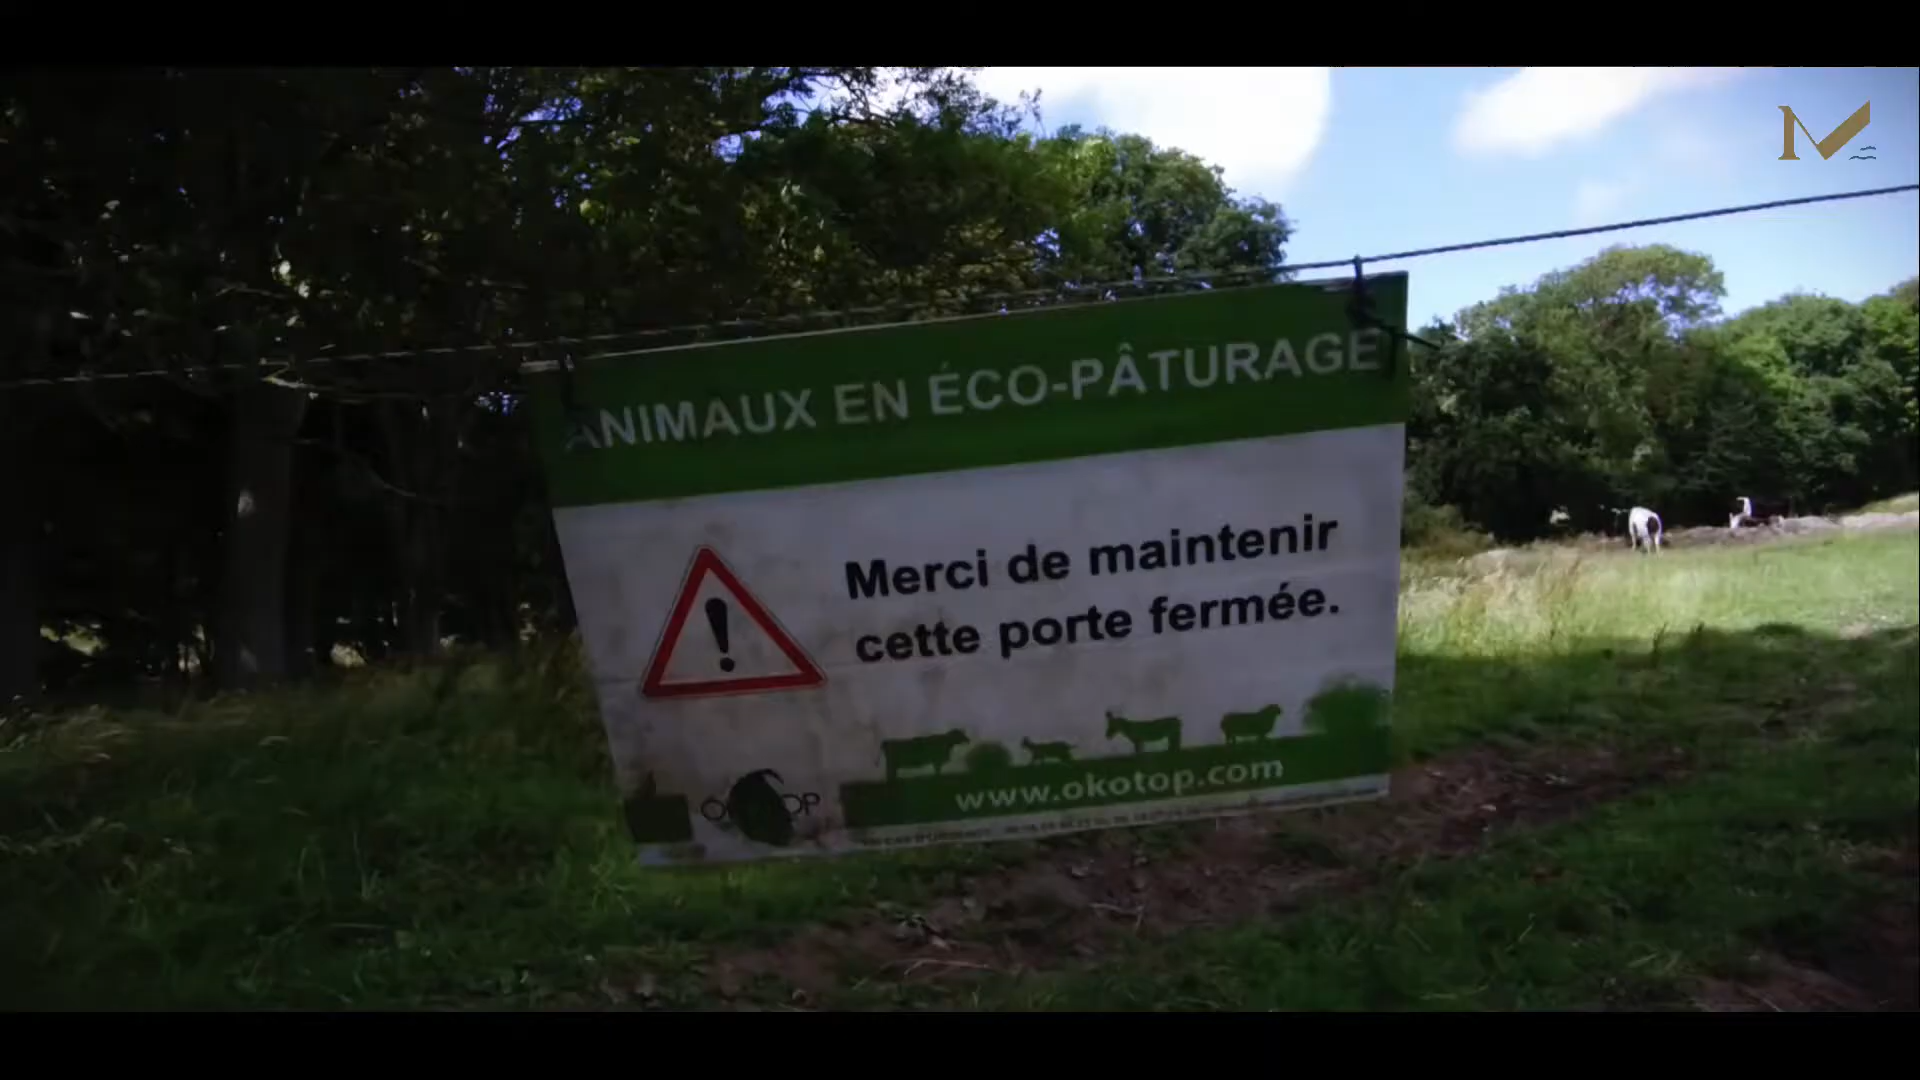 ANIMAUX EN ÉCO-PÂTURAGE
Merci de maintenir
cette porte fermée.
www.okotop.com